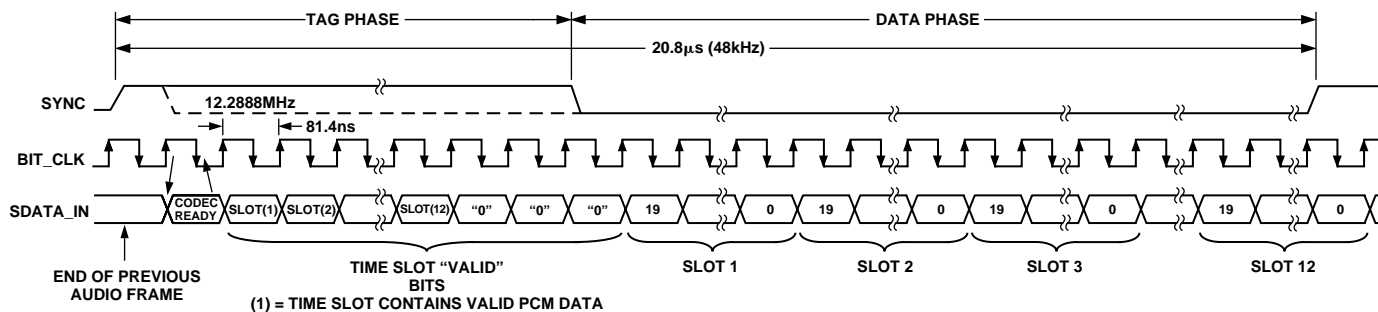 TAG PHASE
DATA PHASE
20.8µs (48kHz)
SYNC
12.2888MHz
81.4ns
BIT_CLK
SDATA_IN
CODEC
READY
SLOT(1)
SLOT(2)
SLOT(12)
“0”
“0”
“0”
19
0
19
0
19
0
19
0
END OF PREVIOUS
AUDIO FRAME
TIME SLOT “VALID”
BITS
(1) = TIME SLOT CONTAINS VALID PCM DATA
SLOT 1
SLOT 2
SLOT 3
SLOT 12